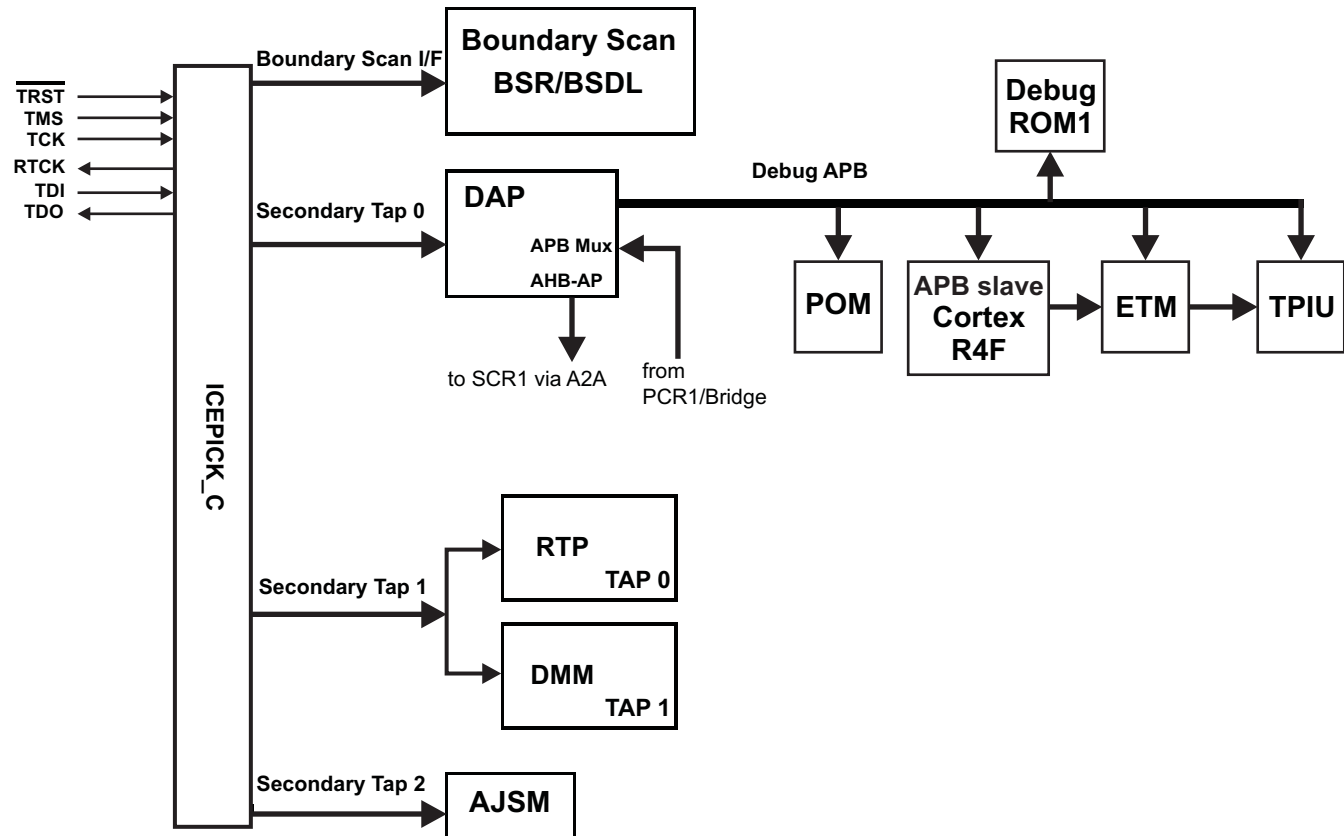 TRST
TMS
TCK
RTCK
TDI
TDO
ICEPICK_C
Boundary Scan I/F
Boundary Scan
BSR/BSDL
Secondary Tap 0
DAP
APB Mux
AHB-AP
to SCR1 via A2A
from
PCR1/Bridge
Debug APB
Debug
ROM1
POM
APB slave
Cortex
R4F
ETM
TPIU
Secondary Tap 1
RTP
TAP 0
DMM
TAP 1
Secondary Tap 2
AJSM